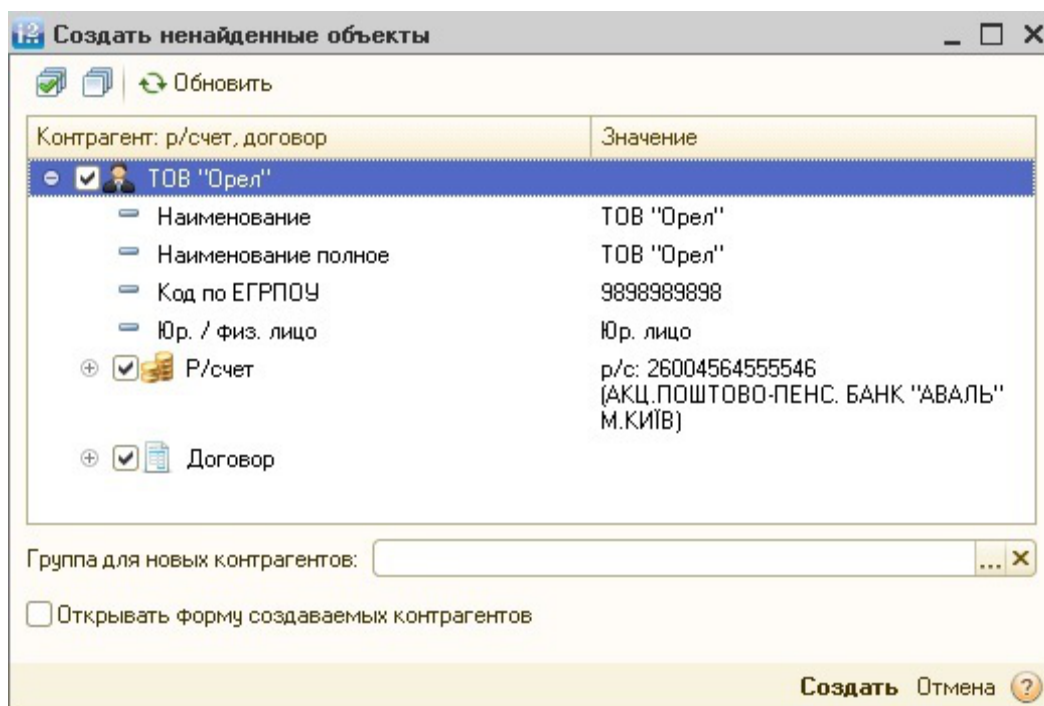 Создать ненайденные объекты
Обновить
Контрагент: р/счет, договор Значение
ТОВ "Орел"
Наименование ТОВ "Орел"
Наименование полное ТОВ "Орел"
Код по ЕГРПОУ 9898989898
Юр. / физ. лицо Юр. лицо
Р/счет р/с: 26004564555546
(АКЦ.ПОШТОВО-ПЕНС. БАНК "АВАЛЬ"
М.КИЇВ)
Договор
Группа для новых контрагентов: ...
Открывать форму создаваемых контрагентов
Создать Отмена ?